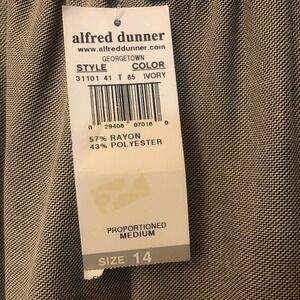 alfred dunner
www.alfreddunner.com
GEORGETOWN
STYLE COLOR
31101 41 T 85 IVORY
0 29408 97018 0
57% RAYON
43% POLYESTER
PROPORTIONED
MEDIUM
SIZE 14